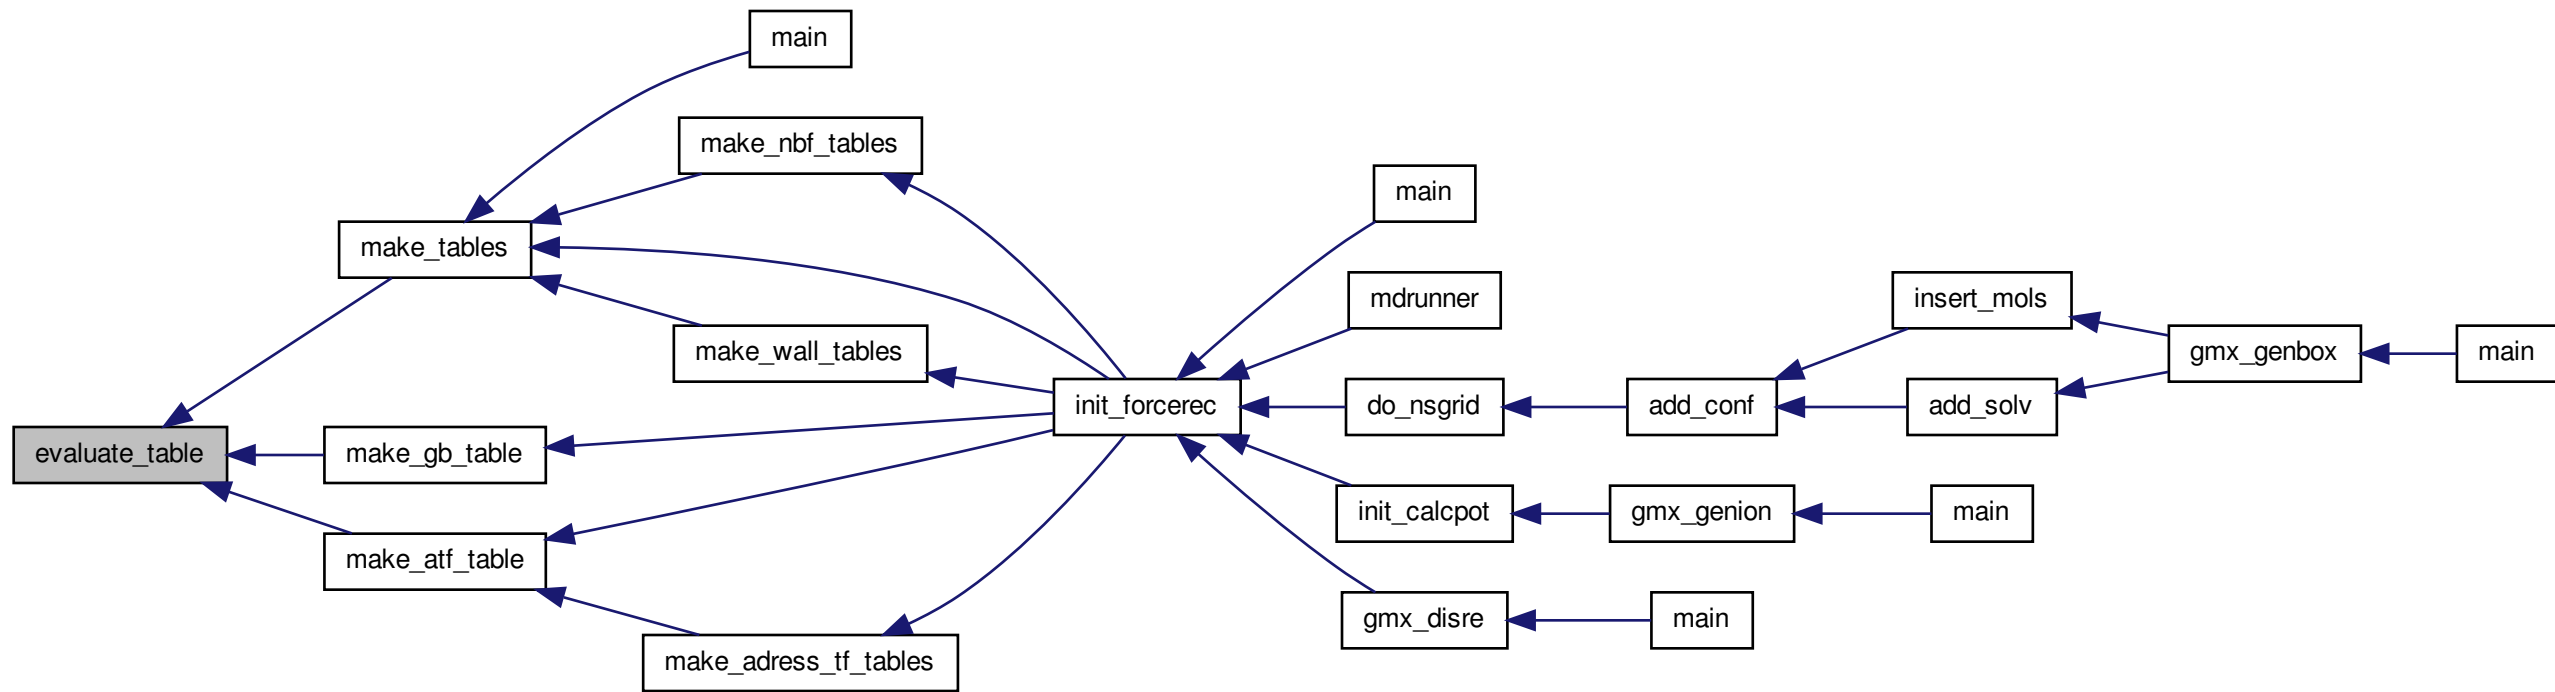 main
make_nbf_tables
main
make_tables
mdrunner
insert_mols
make_wall_tables
gmx_genbox
main
init_forcerec
do_nsgrid
add_conf
add_solv
evaluate_table
make_gb_table
init_calcpot
gmx_genion
main
make_atf_table
gmx_disre
main
make_adress_tf_tables